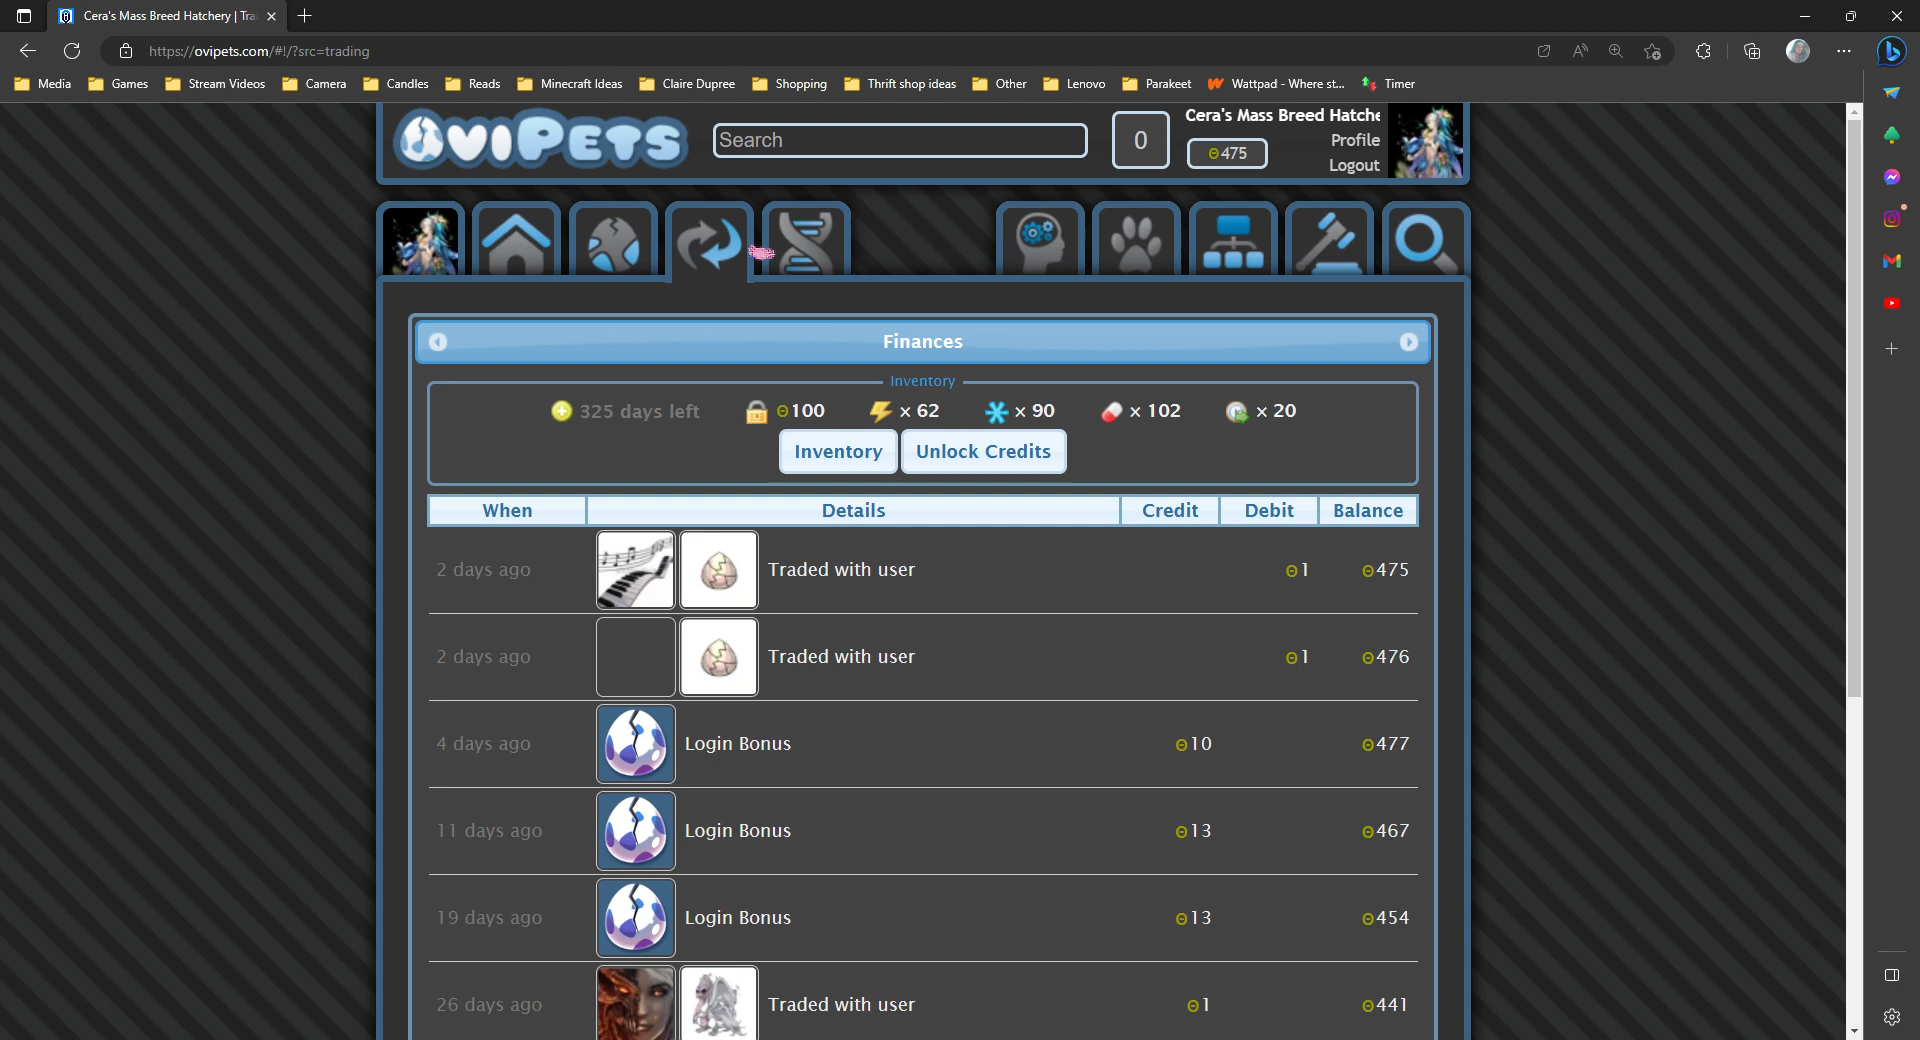 Cera's Mass Breed Hatchery | Tra
https://ovipets.com/#!/?src=trading
Media Games Stream Videos Camera Candles Reads Minecraft Ideas Claire Dupree Shopping Thrift shop ideas Other Lenovo Parakeet Wattpad - Where st... Timer
OviPets
Search
0
Cera's Mass Breed Hatche
475
Profile
Logout
Finances
Inventory
325 days left 100 x 62 x 90 x 102 x 20
Inventory Unlock Credits
When Details Credit Debit Balance
2 days ago Traded with user 1 475
2 days ago Traded with user 1 476
4 days ago Login Bonus 10 477
11 days ago Login Bonus 13 467
19 days ago Login Bonus 13 454
26 days ago Traded with user 1 441